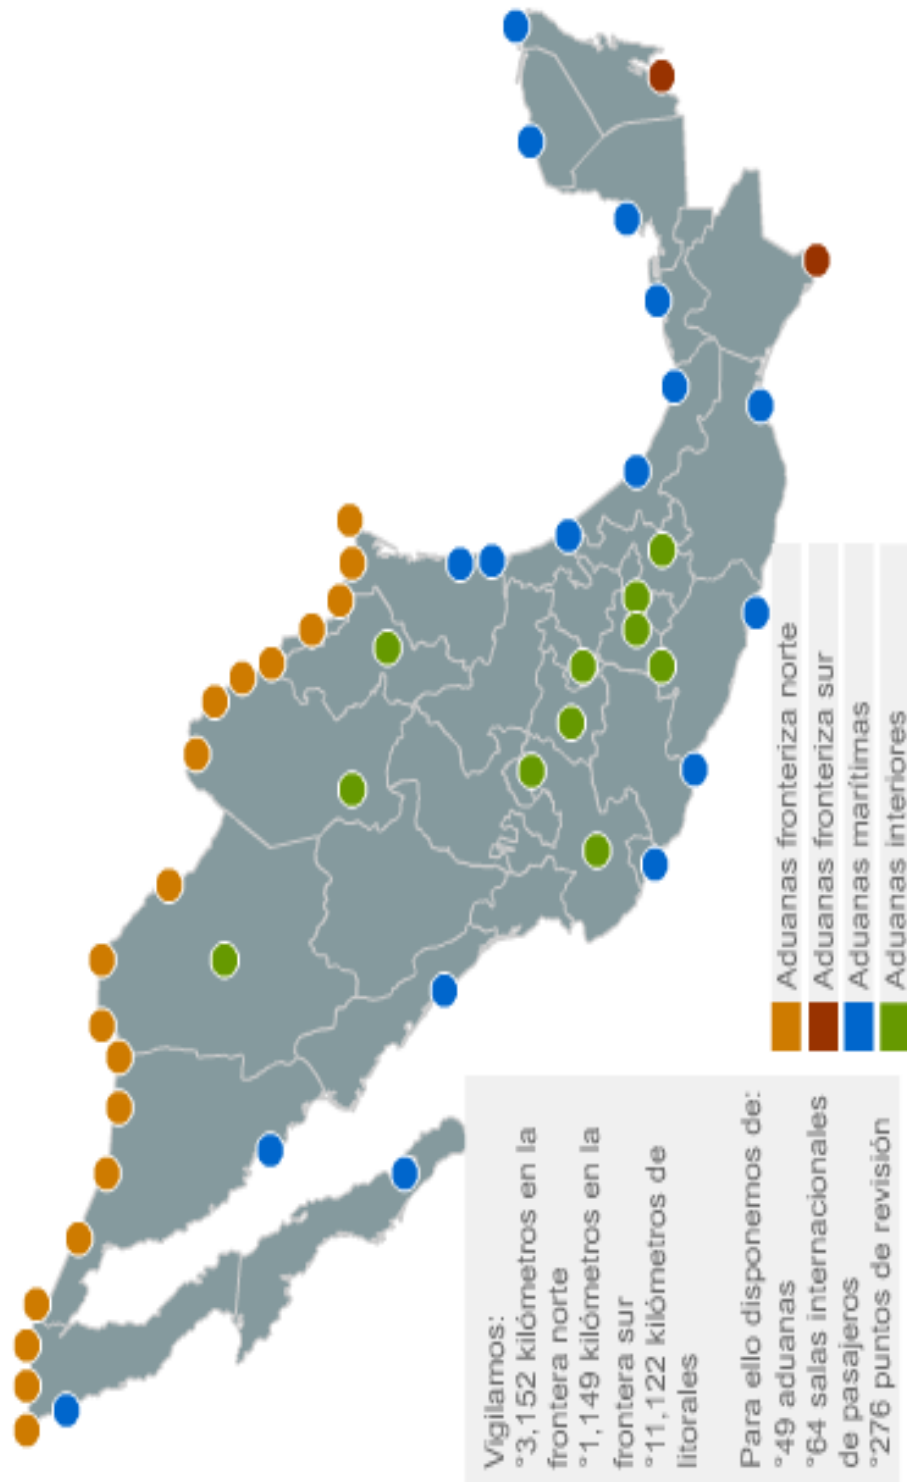 Vigilamos:
°3,152 kilómetros en la
frontera norte
°1,149 kilómetros en la
frontera sur
°11,122 kilómetros de
litorales
Para ello disponemos de:
°49 aduanas
°64 salas internacionales
de pasajeros
°276 puntos de revisión
Aduanas fronteriza norte
Aduanas fronteriza sur
Aduanas marítimas
Aduanas interiores